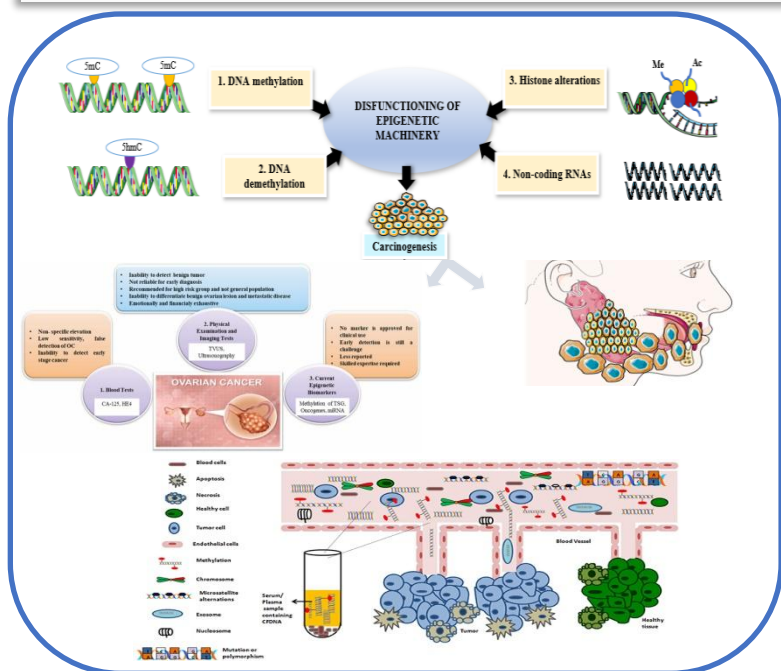 5mC
5mC
1. DNA methylation
5hmC
2. DNA
demethylation
DISFUNCTIONING OF
EPIGENETIC
MACHINERY
3. Histone alterations
Me
Ac
4. Non-coding RNAs
Carcinogenesis
Inability to detect benign tumor
Not reliable for early diagnosis
Recommended for high risk group and not general population
Inability to differentiate benign ovarian lesion and metastatic disease
Emotionally and financialy exhaustive
2. Physical
Examination and
Imaging Tests
TVUS,
Ultrasonography
Non- specific elevation
Low sensitivity, false
detection of OC
Inability to detect early
stage cancer
1. Blood Tests
CA-125, HE4
OVARIAN CANCER
No marker is approved for
clinical use
Early detection is still a
challenge
Less reported
Skilled expertise required
3. Current
Epigenetic
Biomarkers
Methylation of TSG,
Oncogenes, miRNA
Blood cells
Apoptosis
Necrosis
Healthy cell
Tumor cell
Endothelial cells
Methylation
Chromosome
Microsatellite
alternations
Exosome
Nucleosome
Mutation or
polymorphism
Serum/
Plasma
sample
containing
CFDNA
Blood Vessel
Tumor
Healthy
tissue